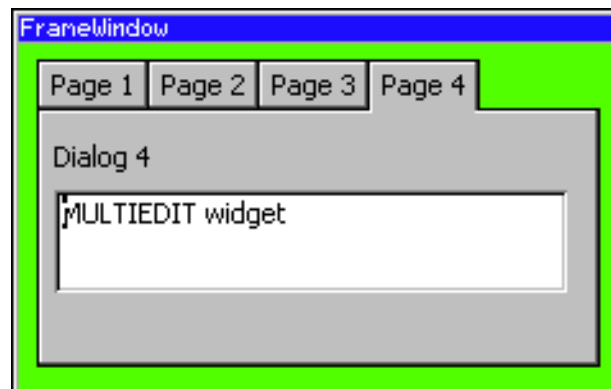 FrameWindow
Page 1 Page 2 Page 3 Page 4
Dialog 4
MULTIEDIT widget